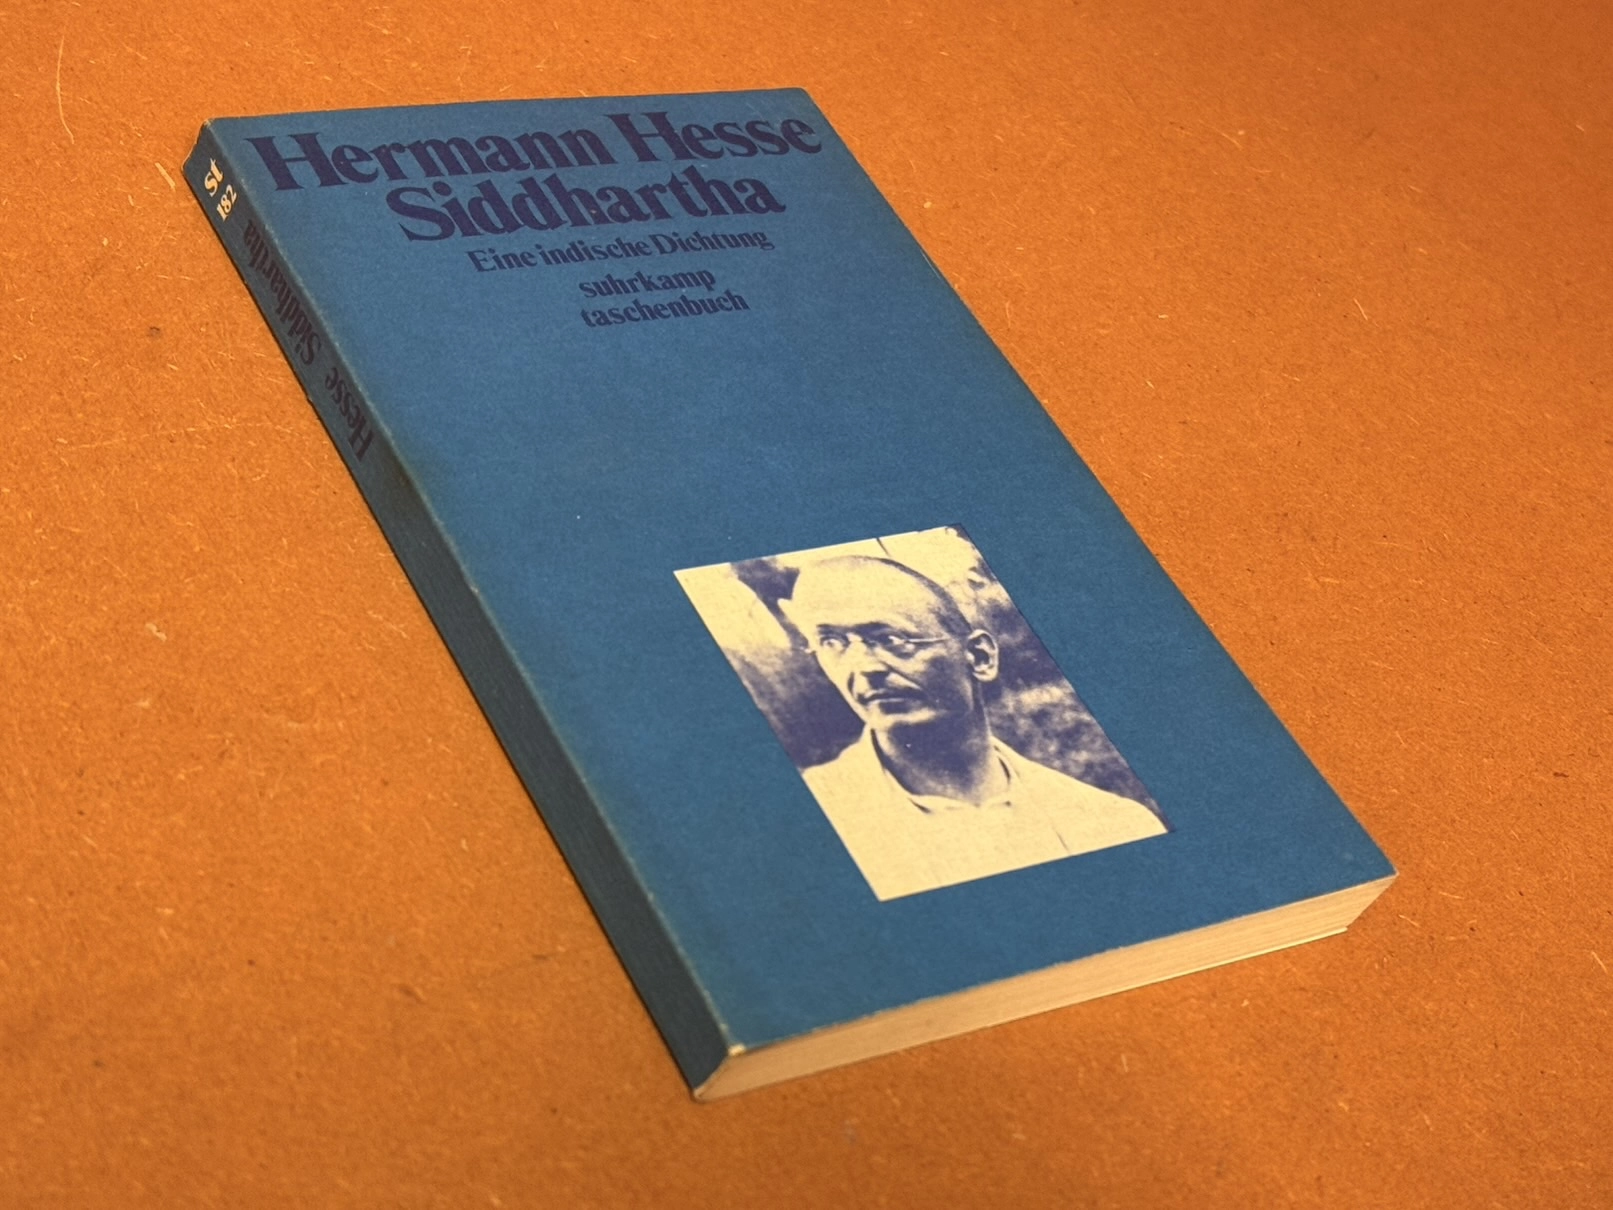 Hermann Hesse
Siddhartha
Eine indische Dichtung
suhrkamp
taschenbuch
st
182
Hesse Siddhartha